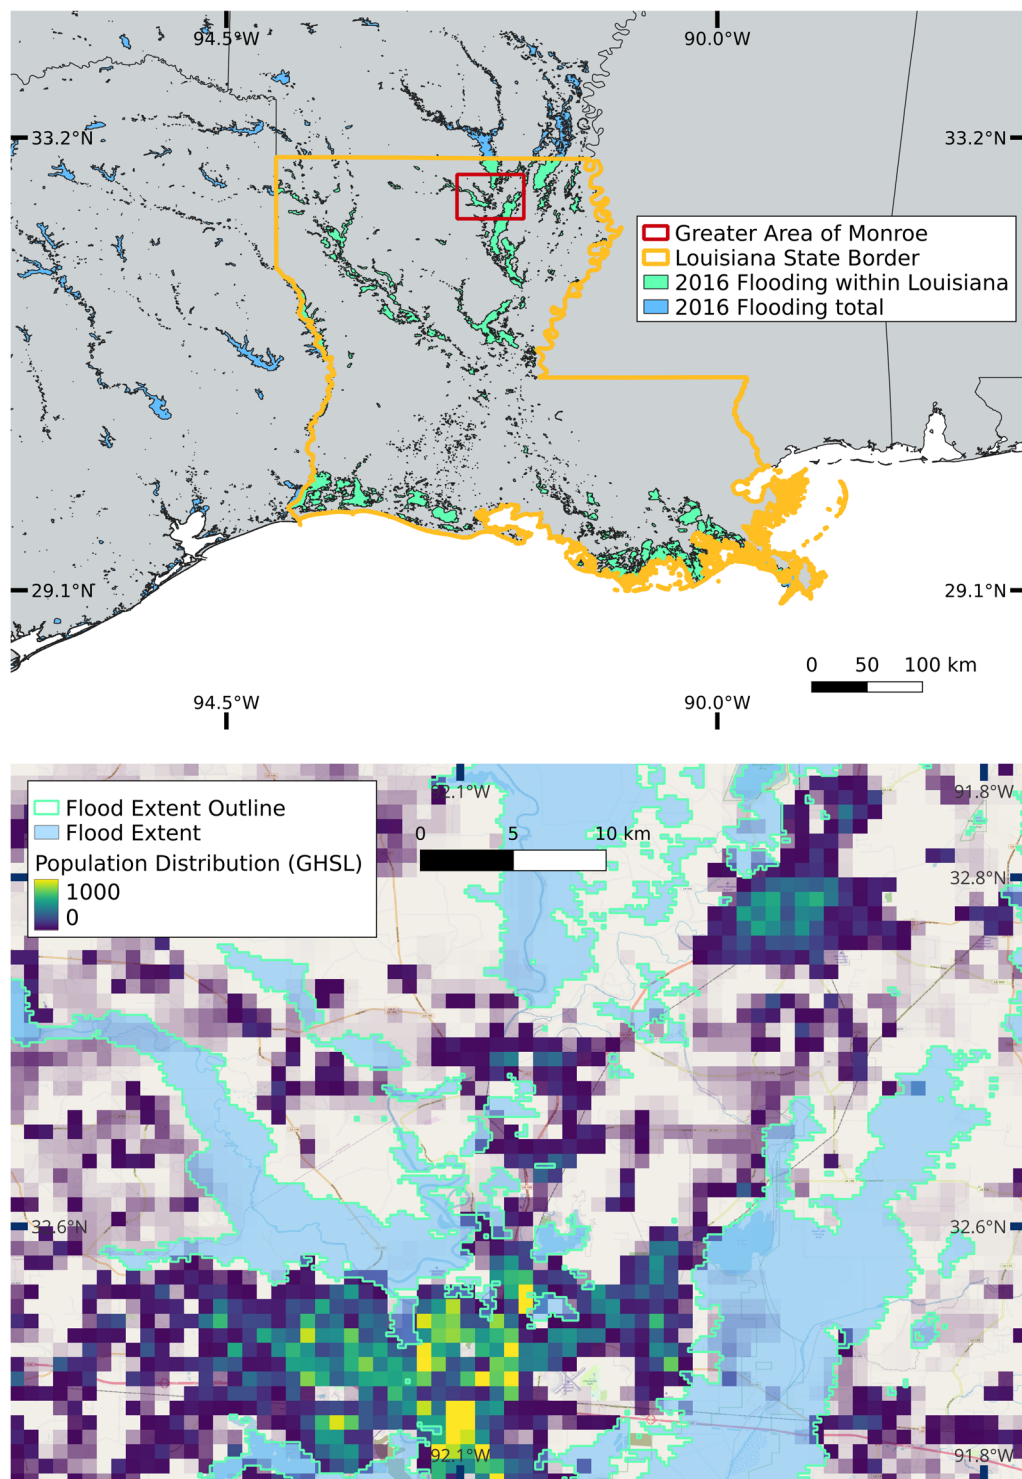 94.5°W 90.0°W
33.2°N 33.2°N
Greater Area of Monroe
Louisiana State Border
2016 Flooding within Louisiana
2016 Flooding total
29.1°N 29.1°N
0 50 100 km
94.5°W 90.0°W
Flood Extent Outline
Flood Extent
Population Distribution (GHSL)
1000
0
2.1°W 91.8°W
0 5 10 km
32.8°N
32.6°N 32.6°N
92.1°W 91.8°W